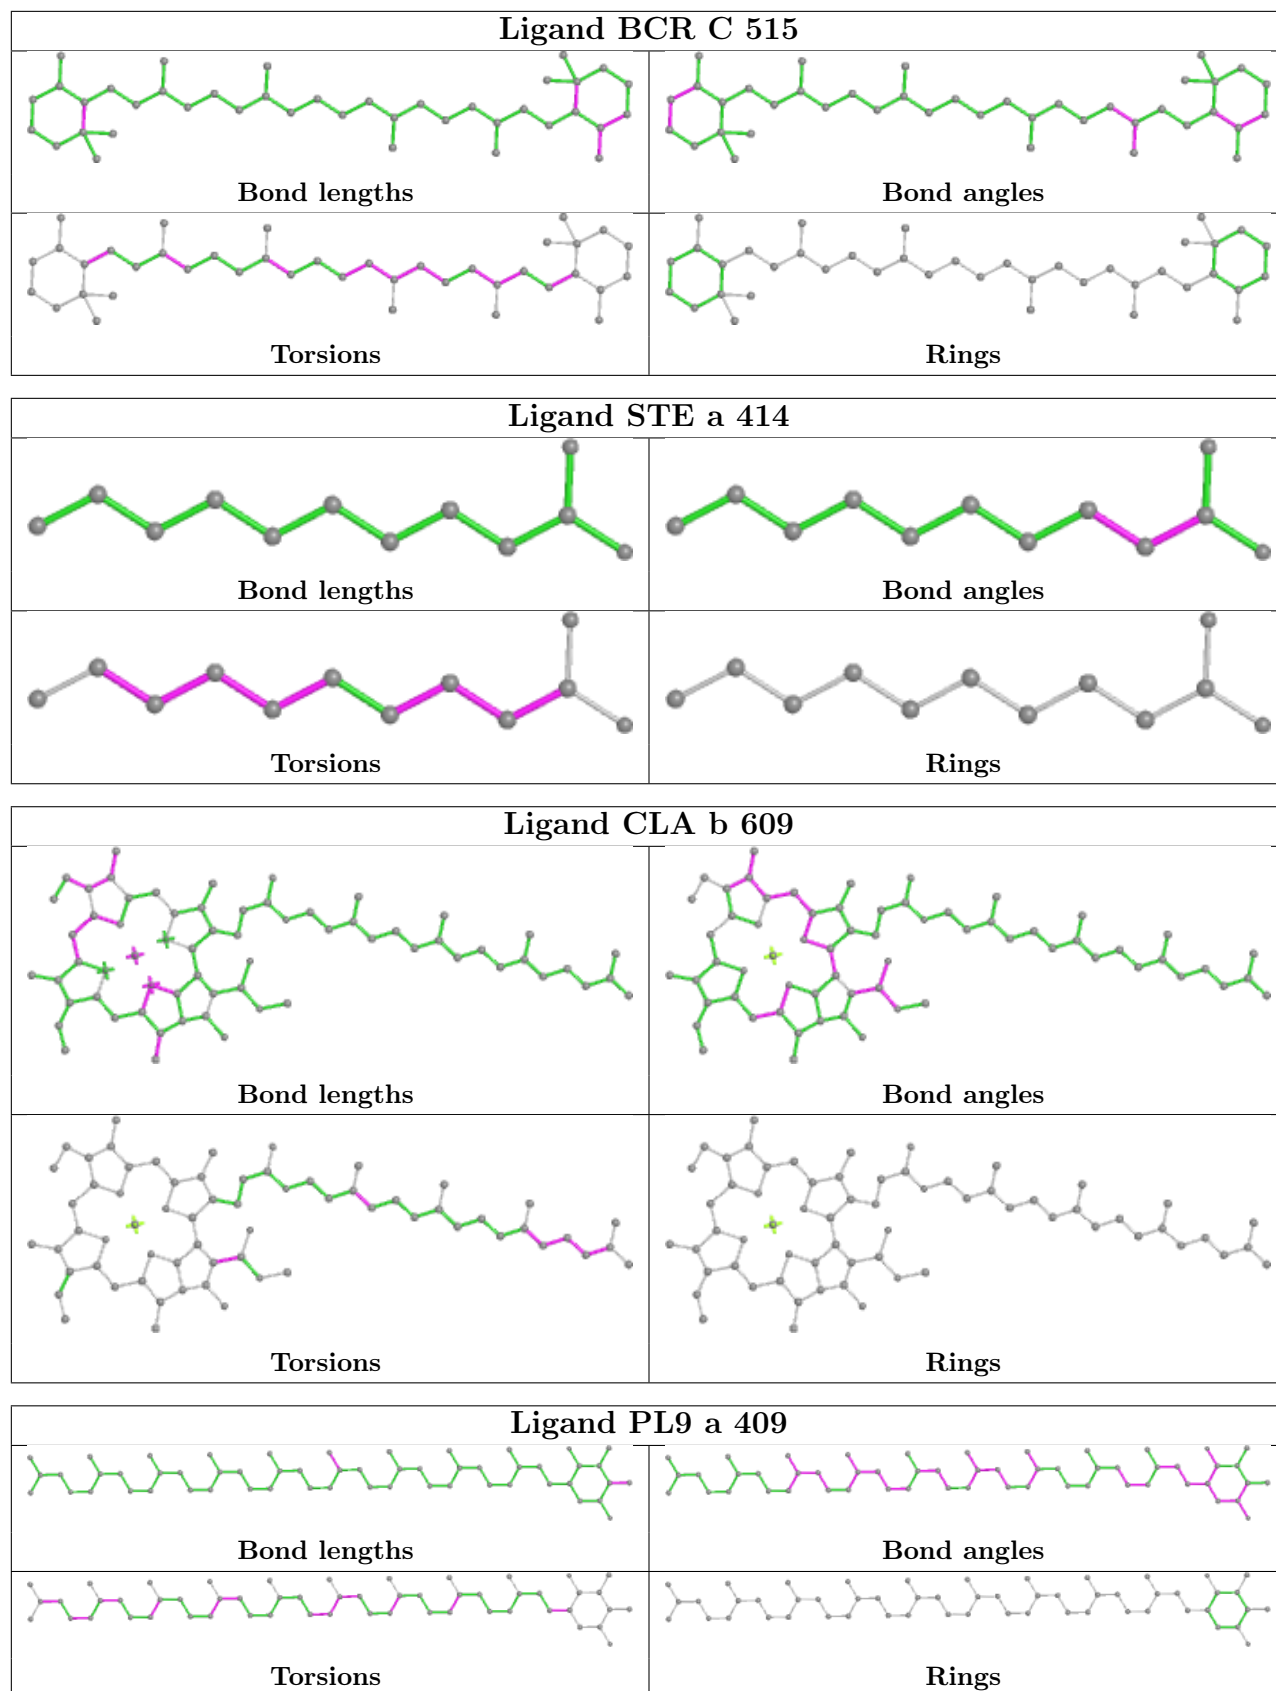 Ligand BCR C 515
Bond lengths
Bond angles
Torsions
Rings
Ligand STE a 414
Bond lengths
Bond angles
Torsions
Rings
Ligand CLA b 609
Bond lengths
Bond angles
Torsions
Rings
Ligand PL9 a 409
Bond lengths
Bond angles
Torsions
Rings